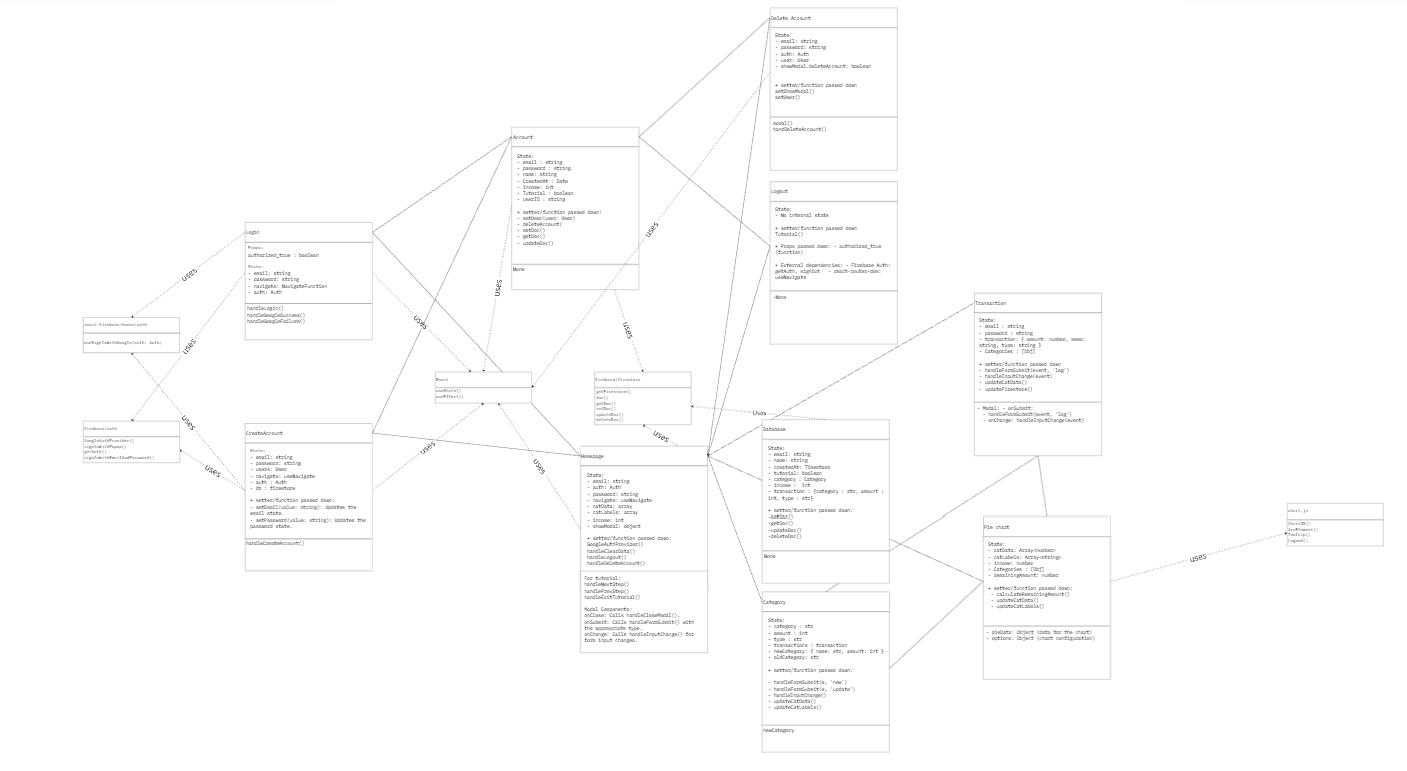 Delete Account
State:
- email: string
- password: string
- auth: Auth
- user: User
- showModal.deleteAccount: boolean
+ setter/function passed down
setShowModal()
setUser()
modal()
handleDeleteAccount()
Account
State:
- email : string
- password : string
- name: string
- CreatedAt : Date
- income: int
- Tutorial : boolean
- userID : string
+ setter/function passed down:
- setUser(user: User)
- deleteAccount(
- setDoc()
- getDoc()
- updateDoc()
None
Logout
State:
- No internal state
+ setter/function passed down
Tutorial()
+ Props passed down: - authorized_true
(function)
+ External dependencies: - Firebase Auth:
getAuth, signOut - react-router-dom:
useNavigate
-None
Login
Props:
authorized_true : boolean
State:
- email: string
- password: string
- navigate: NavigateFunction
- auth: Auth
handleLogin()
handleGoogleSuccess()
handleGoogleFailure()
uses
uses
uses
uses
uses
uses
react-firebase-hooks/auth
useSignInWithGoogle(auth: Auth)
React
useState()
useEffect()
firebase/firestore
getFirestore()
doc()
getDoc()
setDoc()
updateDoc()
deleteDoc()
Transaction
State:
- email : string
- password : string
- transaction: { amount: number, memo:
string, type: string }
- Categories : [Obj]
+ setter/function passed down
- handleFormSubmit(event, 'log')
- handleInputChange(event)
- updateCatData()
- updateFirestore()
- Modal: - onSubmit:
- handleFormSubmit(event, 'log')
- onChange: handleInputChange(event)
firebase/auth
GoogleAuthProvider()
signInWithPopup()
getAuth()
signInWithEmailAndPassword()
uses
uses
uses
uses
uses
Uses
CreateAccount
State:
- email: string
- password: string
- users: User
- navigate: useNavigate
- auth : Auth
- db : firestore
+ setter/function passed down:
- setEmail(value: string): Updates the
email state.
- setPassword(value: string): Updates the
password state.
handleCreateAccount()
Homepage
State:
- email: string
- auth: Auth
- password: string
- navigate: useNavigate
- catData: array
- catLabels: array
- income: int
- showModal: object
+ setter/function passed down:
GoogleAuthProvider()
handleClearData()
handleLogout()
handleDeleteAccount()
For tutorial:
handleNextStep()
handlePrevStep()
handleExitTutorial()
Modal Components:
onClose: Calls handleCloseModal().
onSubmit: Calls handleFormSubmit() with
the appropriate type.
onChange: Calls handleInputChange() for
form input changes.
Database
State:
- email: string
- name: string
- createdAt: Timestamp
- tutorial: boolean
- category : Category
- income : int
- transaction : {category : str, amount :
int, type : str}
+ setter/function passed down:
-setDoc()
-getDoc()
-updateDoc()
-deleteDoc()
None
Category
State:
- category : str
- amount : int
- type : str
- transactions : transaction
- newCategory: { name: str, amount: int }
- oldCategory: str
+ setter/function passed down:
- handleFormSubmit(e, 'new')
- handleFormSubmit(e, 'update')
- handleInputChange()
- updateCatData()
- updateCatLabels()
newCategory
Pie chart
State:
- catData: Array<number>
- catLabels: Array<string>
- income: number
- Categories : [Obj]
- remainingAmount: number
+ setter/function passed down:
- calculateRemainingAmount()
- updateCatData()
- updateCatLabels()
- pieData: Object (data for the chart)
- options: Object (chart configuration)
uses
chart.js
ChartJS()
ArcElement()
Tooltip()
Legend()